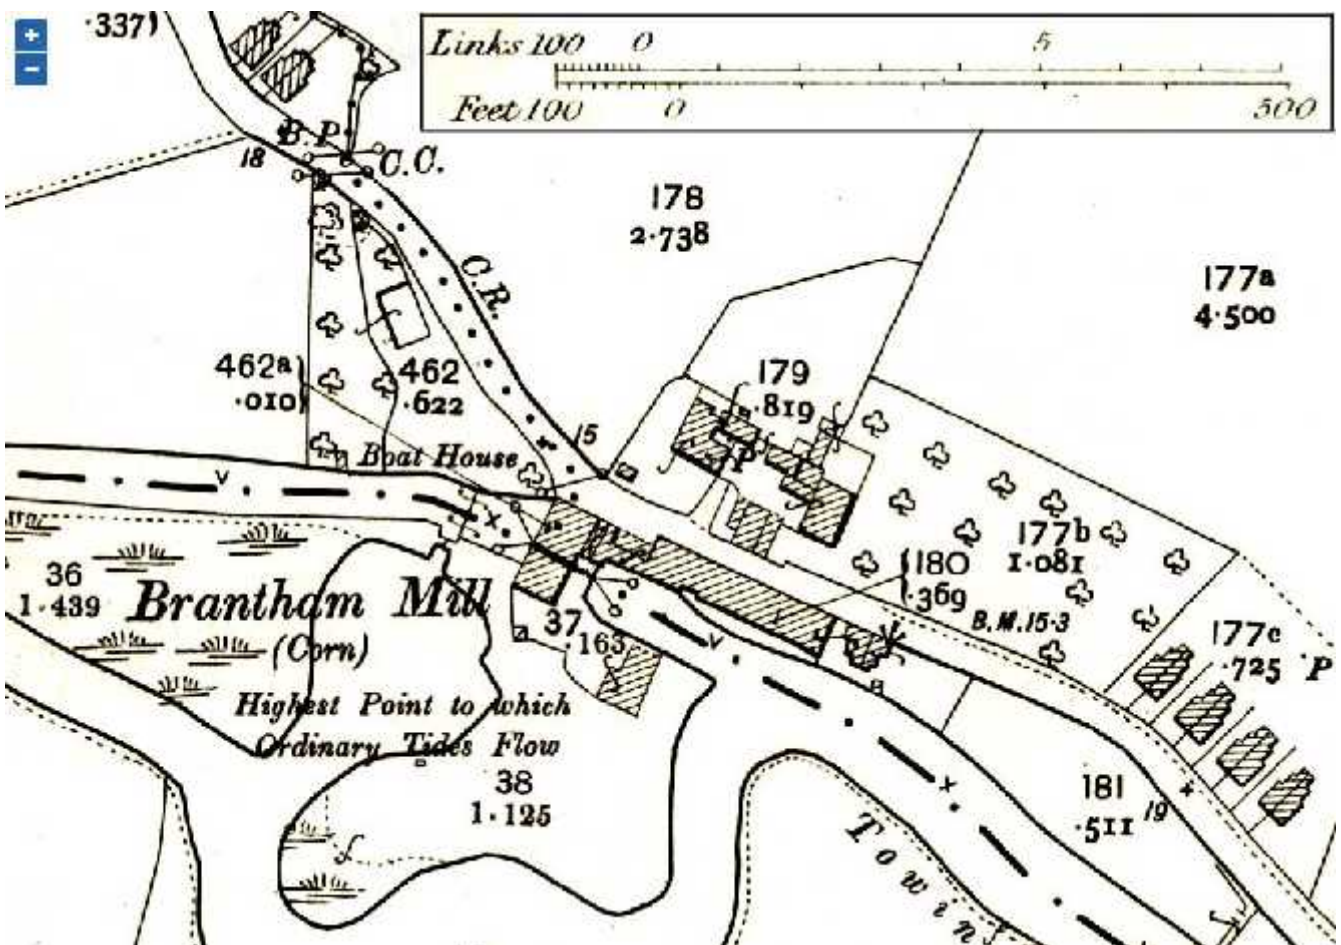 +
−
.337)
Links 100 0 5
Feet 100 0 500
B P
18
C.C.
178
2.738
C.R.
177a
4.500
462a
.010
462
.622
179
.819
15
Boat House
P
177b
1.081
36
1.439
Brantham Mill
(Corn)
37
.163
180
.369
B.M.15.3
177c
.725
P
Highest Point to which
Ordinary Tides Flow
38
1.125
181
.511
19
Towin